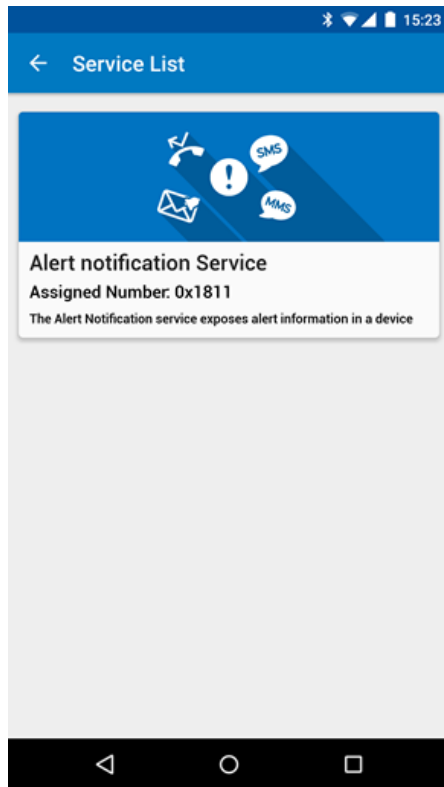 15:23
Service List
SMS
MMS
Alert notification Service
Assigned Number: 0x1811
The Alert Notification service exposes alert information in a device